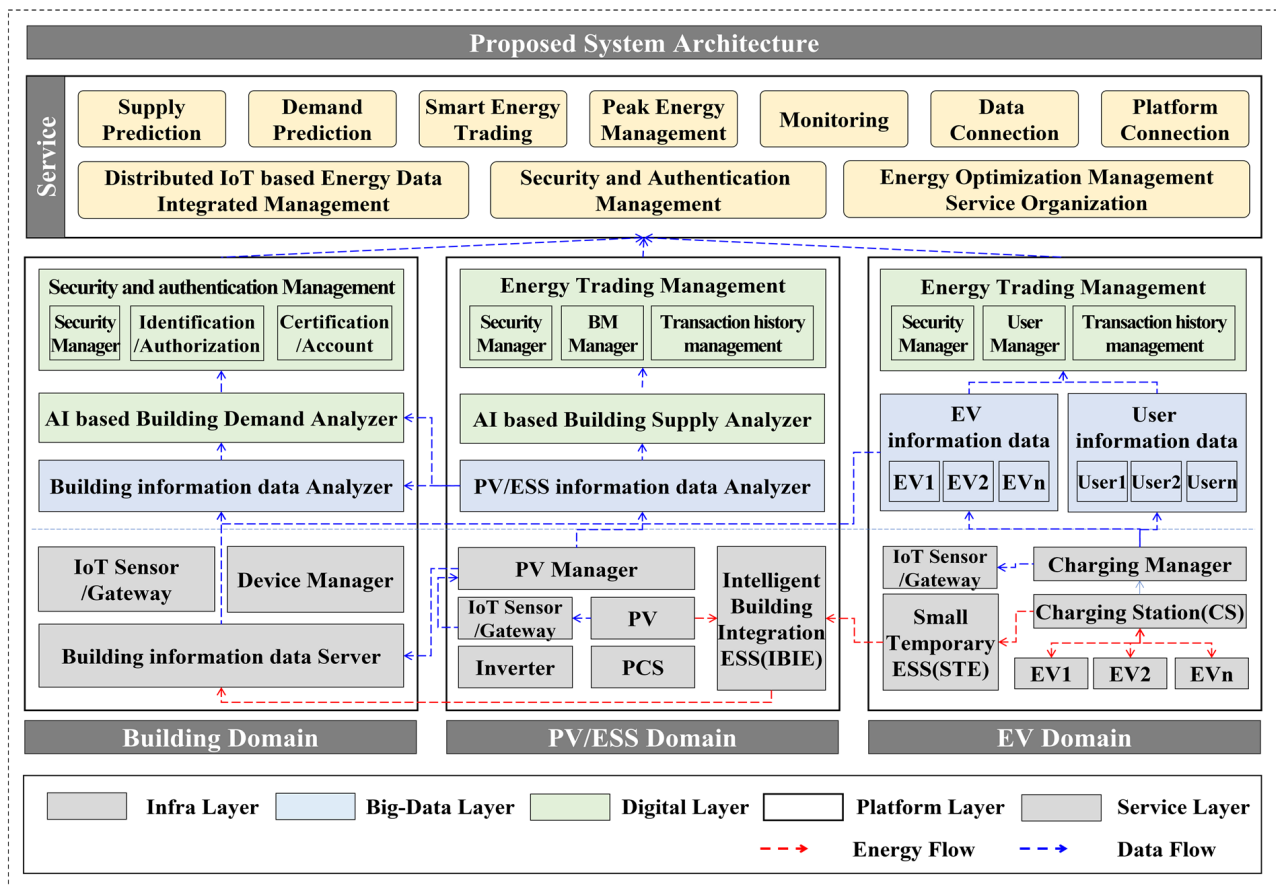 Proposed System Architecture
Service
Supply
Prediction
Demand
Prediction
Smart Energy
Trading
Peak Energy
Management
Monitoring
Data
Connection
Platform
Connection
Distributed IoT based Energy Data
Integrated Management
Security and Authentication
Management
Energy Optimization Management
Service Organization
Security and authentication Management
Security
Manager
Identification
/Authorization
Certification
/Account
AI based Building Demand Analyzer
Building information data Analyzer
IoT Sensor
/Gateway
Device Manager
Building information data Server
Building Domain
Energy Trading Management
Security
Manager
BM
Manager
Transaction history
management
AI based Building Supply Analyzer
PV/ESS information data Analyzer
PV Manager
IoT Sensor
/Gateway
PV
Inverter
PCS
Intelligent
Building
Integration
ESS(IBIE)
PV/ESS Domain
Energy Trading Management
Security
Manager
User
Manager
Transaction history
management
EV
information data
EV1
EV2
EVn
User
information data
User1
User2
Usern
IoT Sensor
/Gateway
Charging Manager
Small
Temporary
ESS(STE)
Charging Station(CS)
EV1
EV2
EVn
EV Domain
Infra Layer
Big-Data Layer
Digital Layer
Platform Layer
Service Layer
Energy Flow
Data Flow